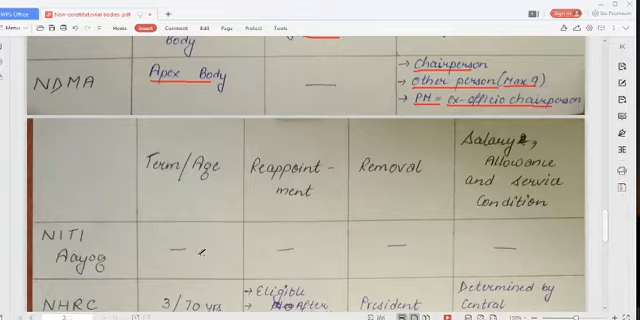 WPS Office
Non-constitutional bodies.pdf
Sign in
Go Premium
Menu
Home
Insert
Comment
Edit
Page
Protect
Tools
Body
NDMA
Apex Body
—
→ Chairperson
→ Other person (Max 9)
→ PM = ex-officio chairperson
Term/Age
Reappoint-
ment
Removal
Salary,
Allowance
and service
Condition
NITI
Aayog
—
—
—
—
NHRC
3/70 yrs
→ Eligible
→ After
President
Determined by
Central